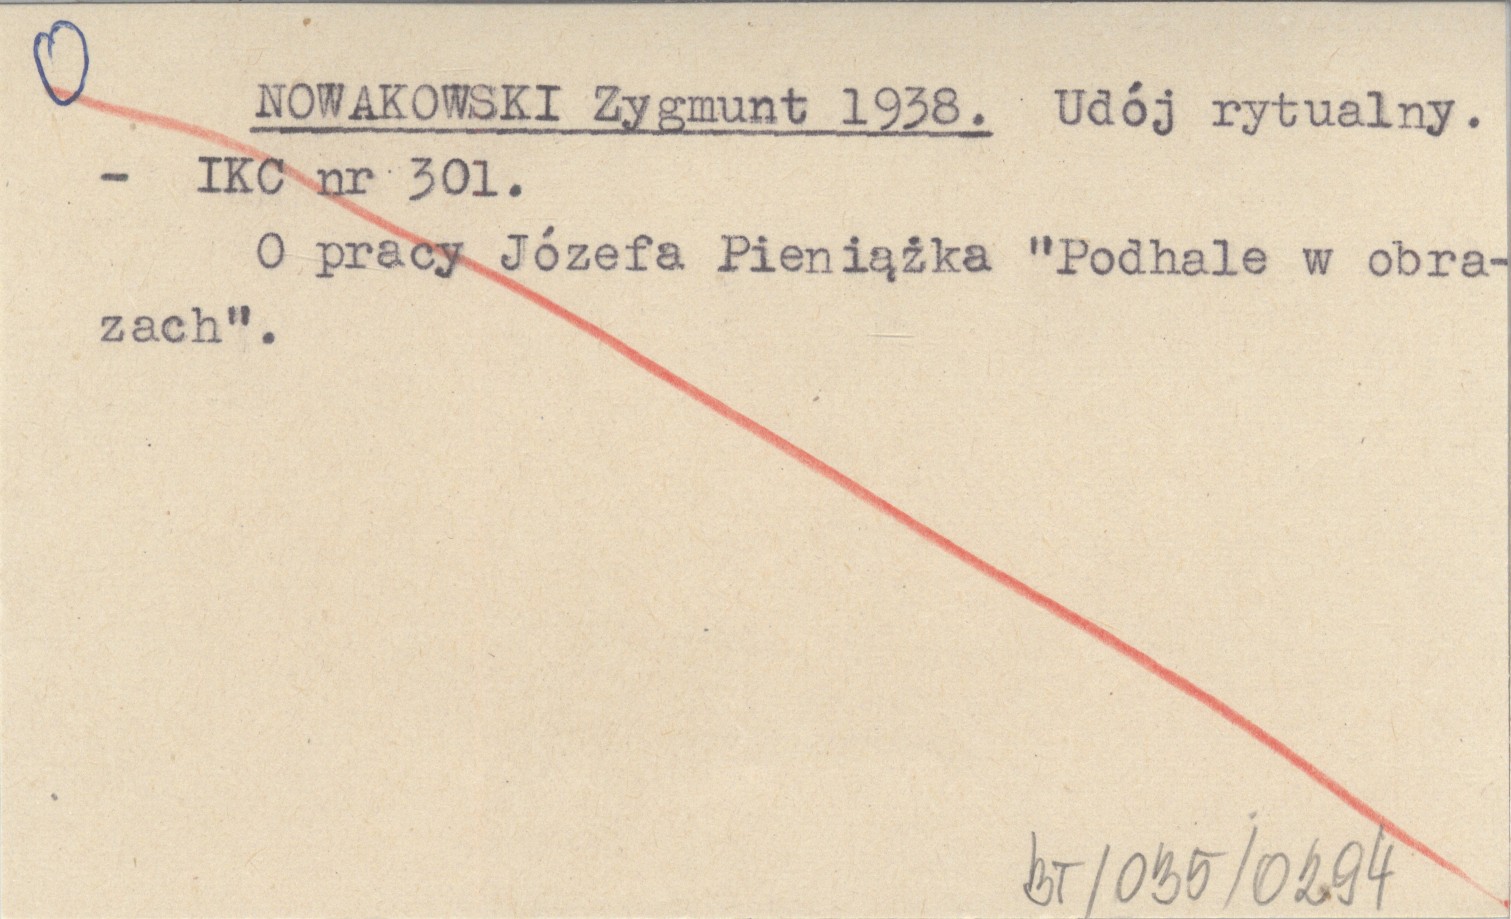 NOWAKOWSKI Zygmunt 1938. Udój rytualny.
- IKC nr 301.
O pracy Józefa Pieniążka "Podhale w obra-
zach".
BT/035/0294